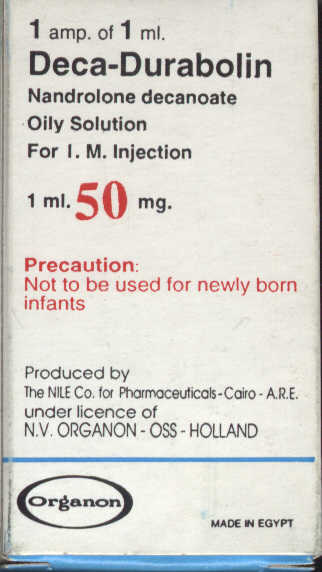 1 amp. of 1 ml.
Deca-Durabolin
Nandrolone decanoate
Oily Solution
For I. M. Injection
1 ml. 50 mg.
Precaution:
Not to be used for newly born
infants
Produced by
The NILE Co. for Pharmaceuticals - Cairo - A.R.E.
under licence of
N.V. ORGANON - OSS - HOLLAND
Organon
MADE IN EGYPT